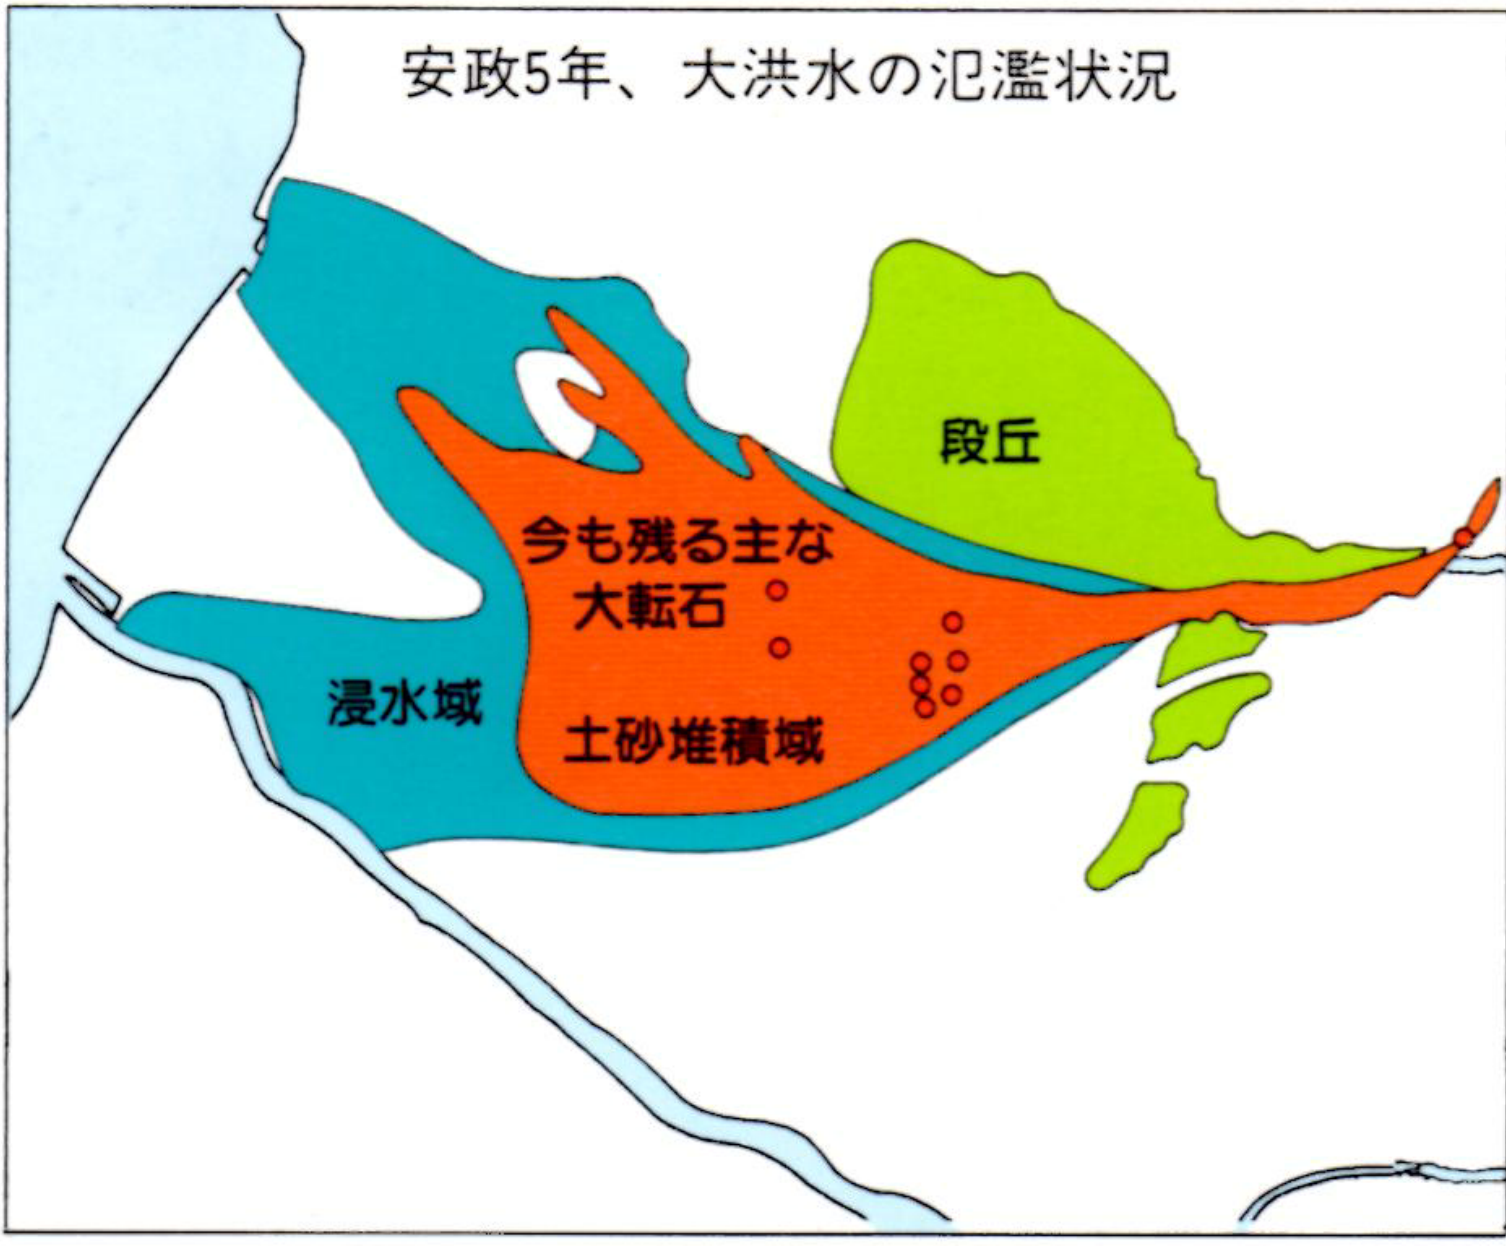 安政5年、大洪水の氾濫状況
段丘
今も残る主な
大転石
浸水域
土砂堆積域